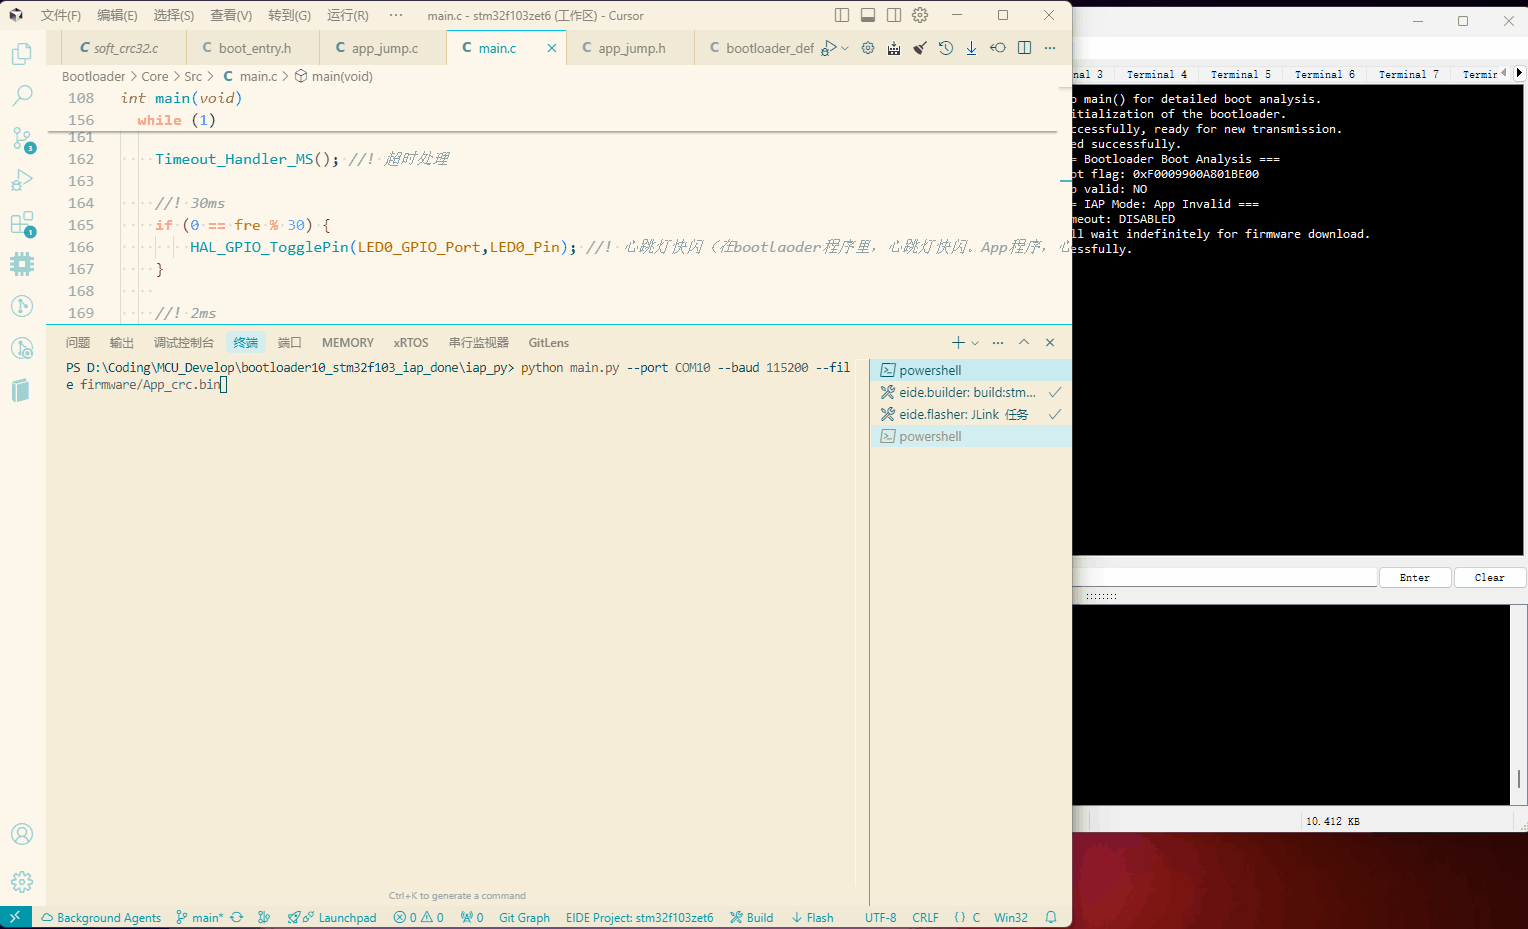 文件(F) 编辑(E) 选择(S) 查看(V) 转到(G) 运行(R) ··· main.c - stm32f103zet6 (工作区) - Cursor
soft_crc32.c C boot_entry.h C app_jump.c C main.c C app_jump.h C bootloader_def
Bootloader > Core > Src > C main.c > main(void)
108 int main(void)
156 while (1)
161
162 Timeout_Handler_MS(); //! 超时处理
163
164 //! 30ms
165 if (0 == fre % 30) {
166 HAL_GPIO_TogglePin(LED0_GPIO_Port,LED0_Pin); //! 心跳灯快闪（在bootlaoder程序里，心跳灯快闪。App程序，心
167 }
168
169 //! 2ms
问题 输出 调试控制台 终端 端口 MEMORY xRTOS 串行监视器 GitLens
PS D:\Coding\MCU_Develop\bootloader10_stm32f103_iap_done\iap_py> python main.py --port COM10 --baud 115200 --fil
e firmware/App_crc.bin
powershell
eide.builder: build:stm...
eide.flasher: JLink 任务
powershell
Ctrl+K to generate a command
Background Agents main* Launchpad 0 0 0 Git Graph EIDE Project: stm32f103zet6 Build Flash UTF-8 CRLF {} C Win32
nal 3 Terminal 4 Terminal 5 Terminal 6 Terminal 7 Termin
o main() for detailed boot analysis.
itialization of the bootloader.
ccessfully, ready for new transmission.
ed successfully.
= Bootloader Boot Analysis ===
ot flag: 0xF0009900A801BE00
p valid: NO
= IAP Mode: App Invalid ===
meout: DISABLED
ll wait indefinitely for firmware download.
essfully.
Enter Clear
10.412 KB